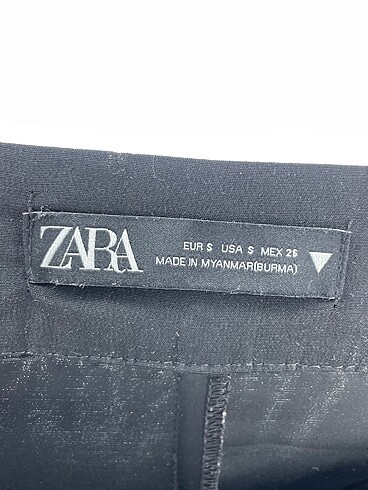 ZARA
EUR S USA S MEX 26
MADE IN MYANMAR(BURMA)